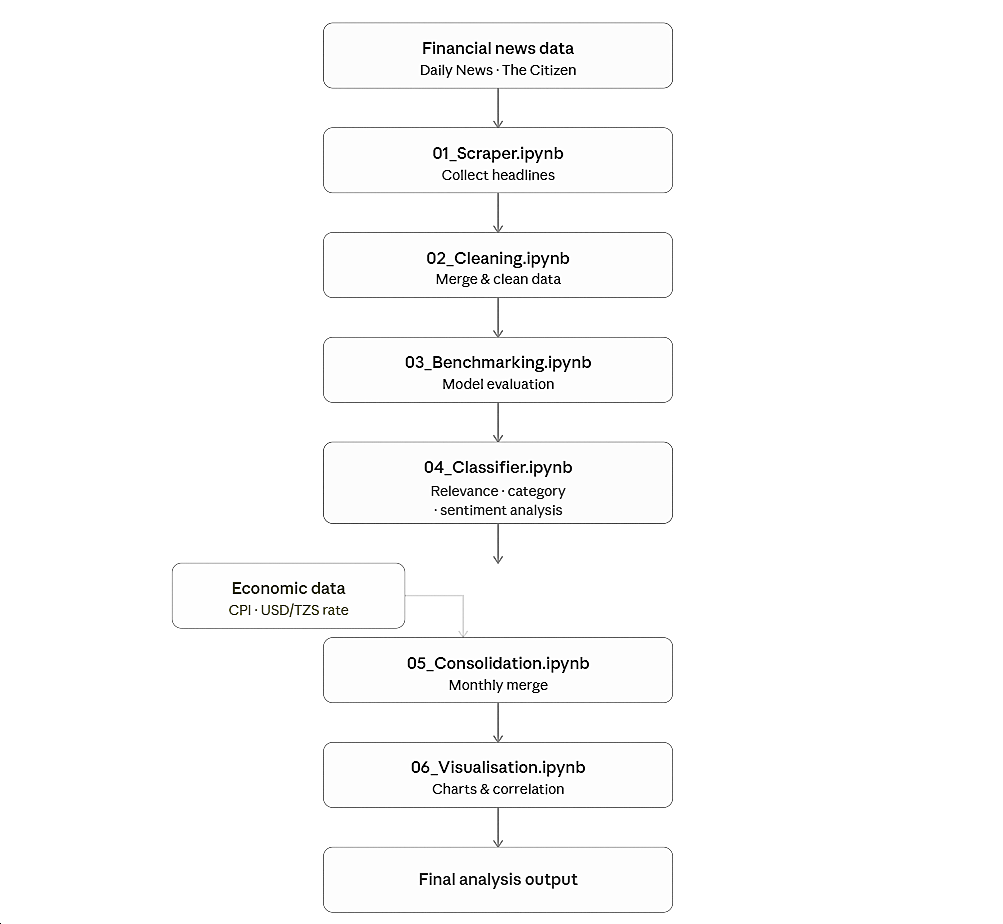 Financial news data
Daily News · The Citizen
01_Scraper.ipynb
Collect headlines
02_Cleaning.ipynb
Merge & clean data
03_Benchmarking.ipynb
Model evaluation
04_Classifier.ipynb
Relevance · category
· sentiment analysis
Economic data
CPI · USD/TZS rate
05_Consolidation.ipynb
Monthly merge
06_Visualisation.ipynb
Charts & correlation
Final analysis output